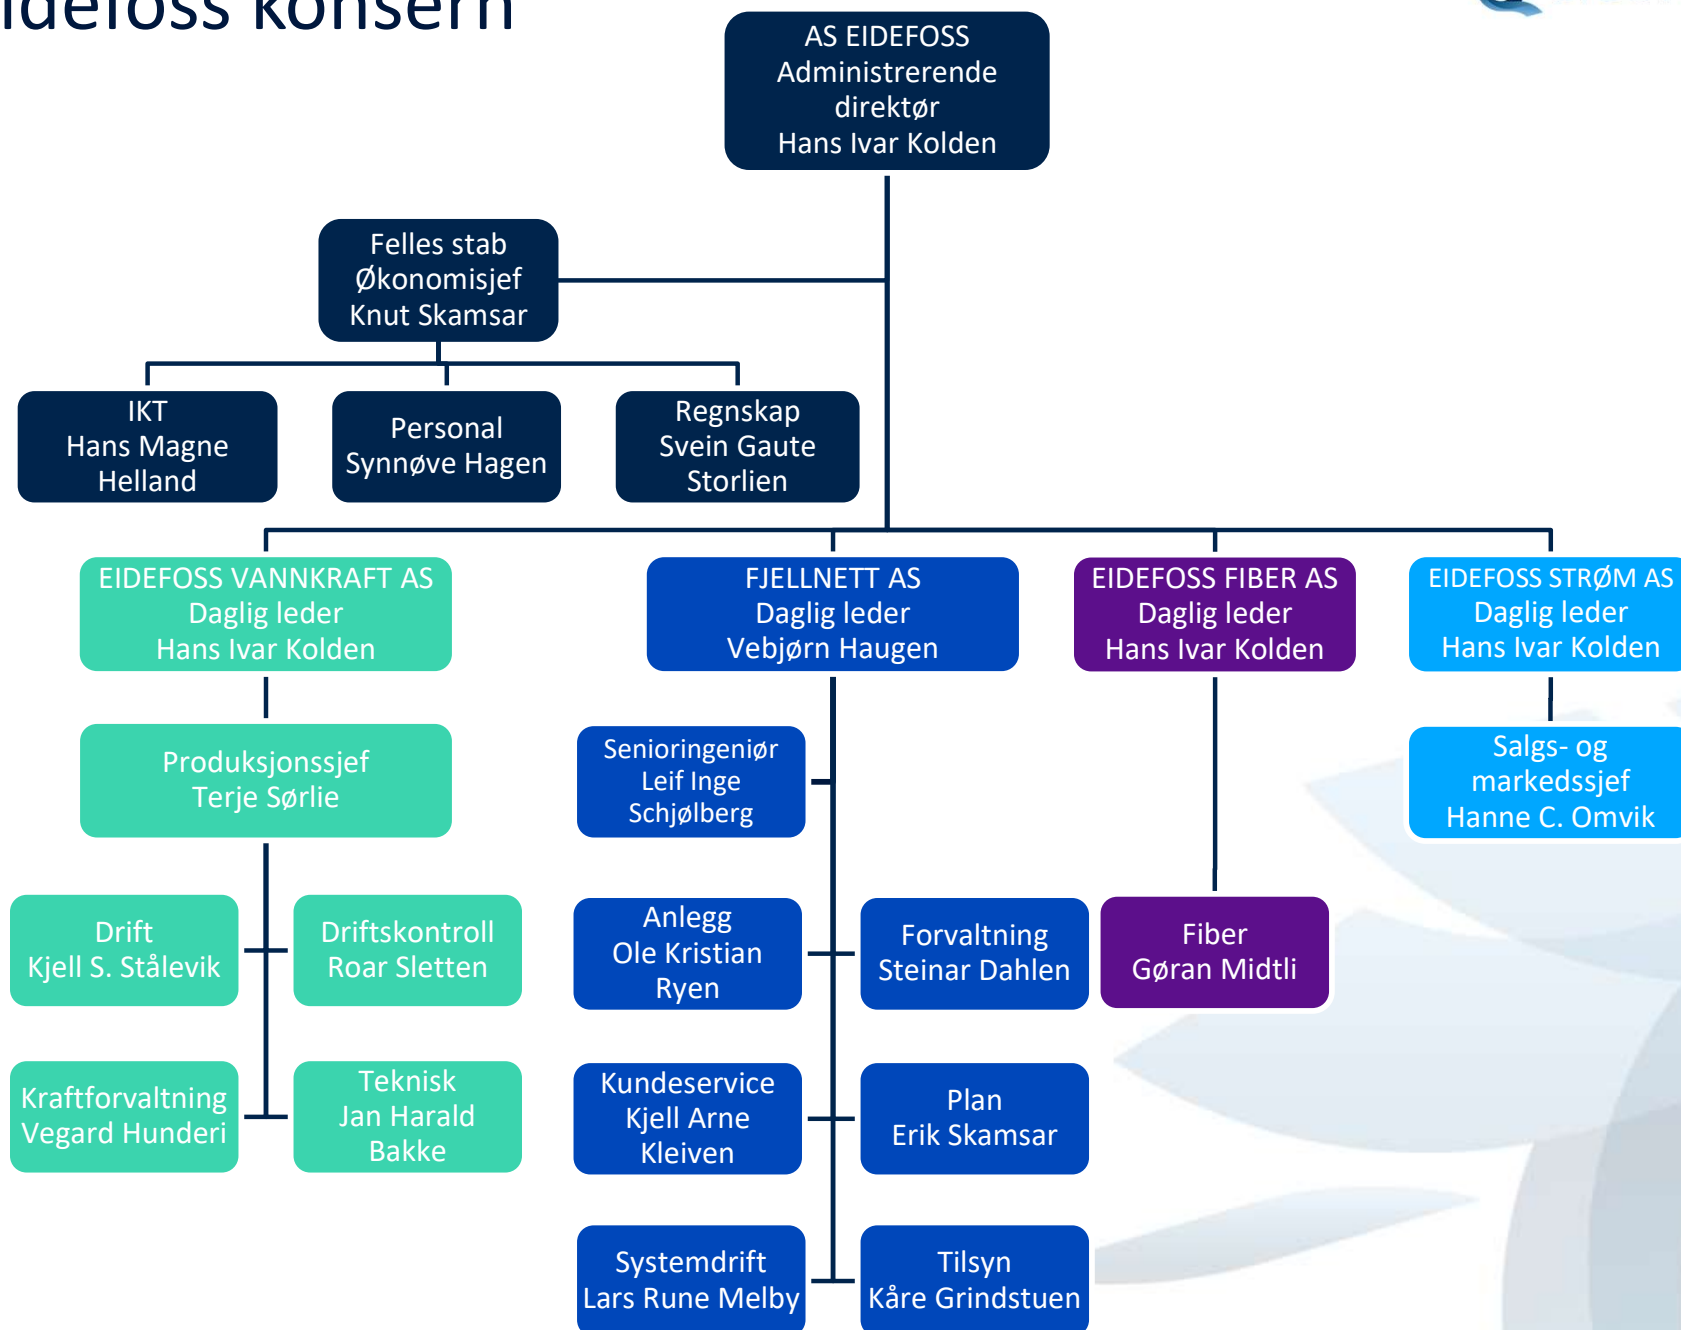 idefoss konsern
AS EIDEFOSS
Administrerende
direktør
Hans Ivar Kolden
Felles stab
Økonomisjef
Knut Skamsar
IKT
Hans Magne
Helland
Personal
Synnøve Hagen
Regnskap
Svein Gaute
Storlien
EIDEFOSS VANNKRAFT AS
Daglig leder
Hans Ivar Kolden
FJELLNETT AS
Daglig leder
Vebjørn Haugen
EIDEFOSS FIBER AS
Daglig leder
Hans Ivar Kolden
EIDEFOSS STRØM AS
Daglig leder
Hans Ivar Kolden
Produksjonssjef
Terje Sørlie
Senioringeniør
Leif Inge
Schjølberg
Salgs- og
markedssjef
Hanne C. Omvik
Drift
Kjell S. Stålevik
Driftskontroll
Roar Sletten
Anlegg
Ole Kristian
Ryen
Forvaltning
Steinar Dahlen
Fiber
Gøran Midtli
Kraftforvaltning
Vegard Hunderi
Teknisk
Jan Harald
Bakke
Kundeservice
Kjell Arne
Kleiven
Plan
Erik Skamsar
Systemdrift
Lars Rune Melby
Tilsyn
Kåre Grindstuen